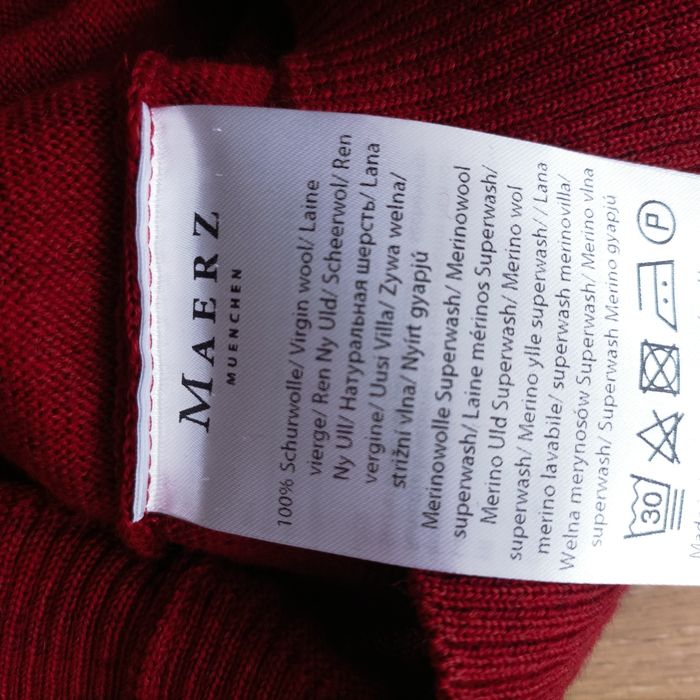 MAERZ
MUENCHEN
100% Schurwolle/ Virgin wool/ Laine
vierge/ Ren Ny Uld/ Scheerwol/ Ren
Ny Ull/ Натуральная шерсть/ Lana
vergine/ Uusi Villa/ Zywa wełna/
strižní vlna/ Nyírt gyapjú
Merinowolle Superwash/ Merinowool
superwash/ Laine mérinos Superwash/
Merino Uld Superwash/ Merino wol
superwash/ Merino ylle superwash/ / Lana
merino lavabile/ superwash merinovilla/
Wełna merynosów Superwash/ Merino vlna
superwash/ Superwash Merino gyapjú
30 P